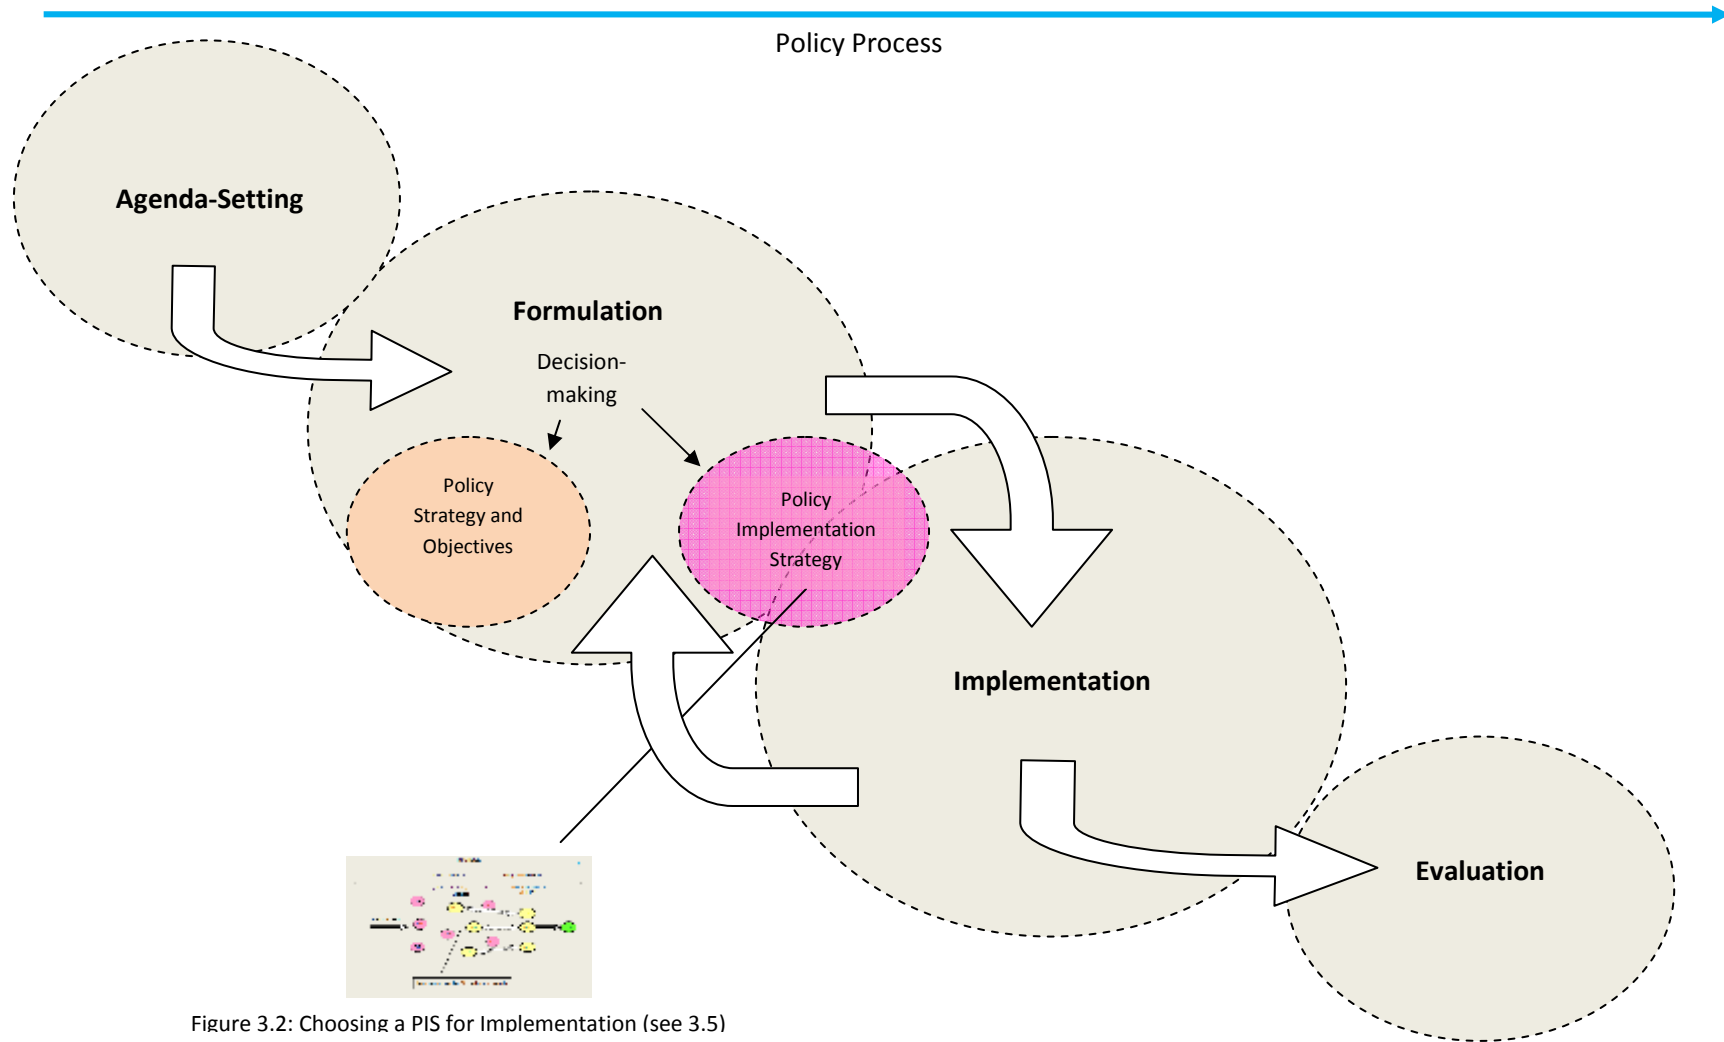 Policy Process
Agenda-Setting
Formulation
Decision-
making
Policy
Strategy and
Objectives
Policy
Implementation
Strategy
Implementation
Evaluation
Figure 3.2: Choosing a PIS for Implementation (see 3.5)